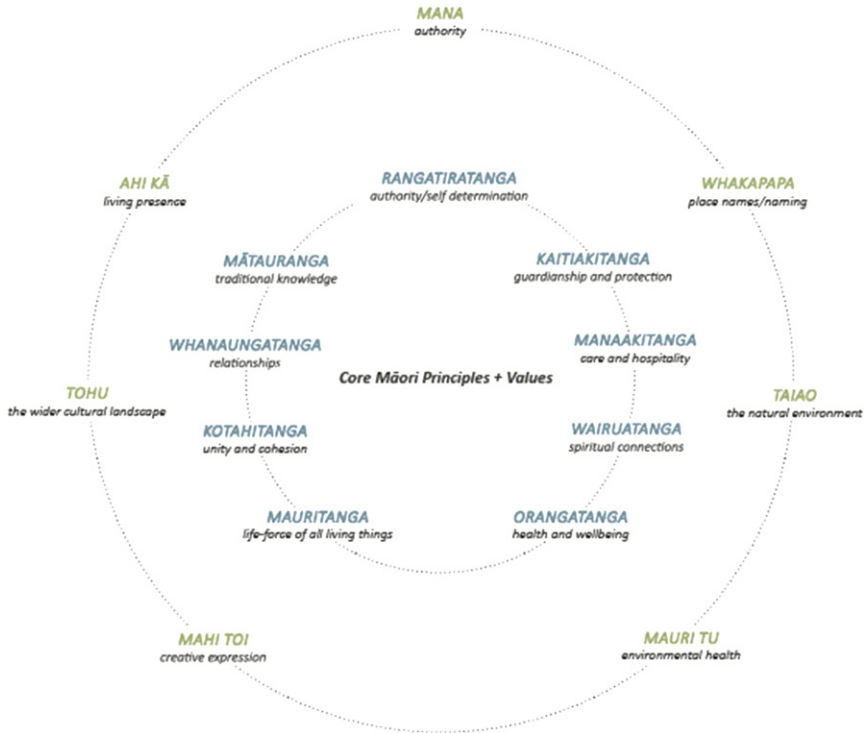 MANA
authority
AHI KĀ
living presence
RANGATIRATANGA
authority/self determination
WHAKAPAPA
place names/naming
MĀTAURANGA
traditional knowledge
KAITIAKITANGA
guardianship and protection
WHANAUNGATANGA
relationships
MANAAKITANGA
care and hospitality
Core Māori Principles + Values
TOHU
the wider cultural landscape
TAIAO
the natural environment
KOTAHITANGA
unity and cohesion
WAIRUATANGA
spiritual connections
MAURITANGA
life-force of all living things
ORANGATANGA
health and wellbeing
MAHI TOI
creative expression
MAURI TU
environmental health